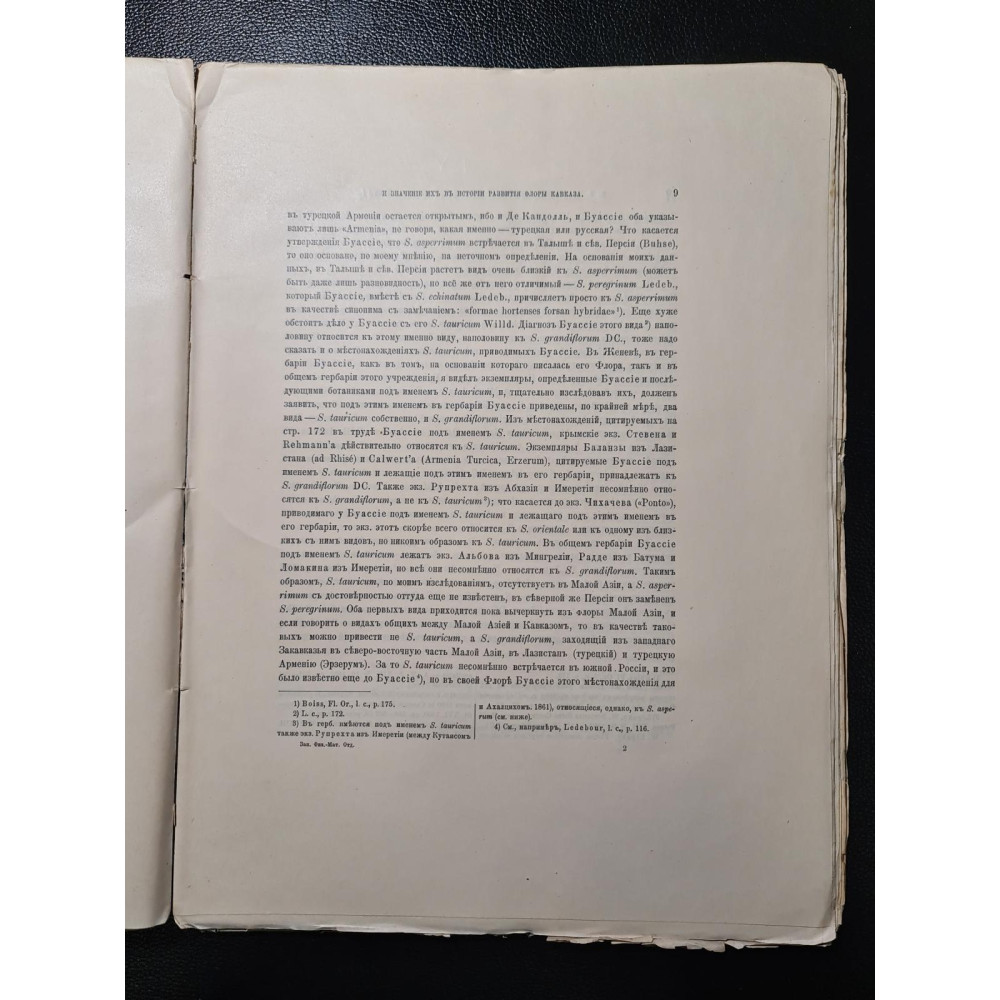 И ЗНАЧЕНІЕ ИХЪ ВЪ ИСТОРІИ РАЗВИТІЯ ФЛОРЫ КАВКАЗА. 9
въ турецкой Арменіи остается открытымъ, ибо и Де Кандолль, и Буассіе оба указы-
ваютъ лишь «Armenia», не говоря, какая именно — турецкая или русская? Что касается
утвержденія Буассіе, что S. asperrimum встрѣчается въ Талышѣ и сѣв. Персіи (Buhse),
то оно основано, по моему мнѣнію, на неточномъ опредѣленіи. На основаніи моихъ дан-
ныхъ, въ Талышѣ и сѣв. Персіи растетъ видъ очень близкій къ S. asperrimum (можетъ
быть даже лишь разновидность), но всё же отъ него отличный — S. peregrinum Ledeb.,
который Буассіе, вмѣстѣ съ S. echinatum Ledeb., причисляетъ просто къ S. asperrimum
въ качествѣ синонима съ замѣчаніемъ: «formae hortenses forsan hybridae»¹). Еще хуже
обстоитъ дѣло у Буассіе съ его S. tauricum Willd. Діагнозъ Буассіе этого вида²) напо-
ловину относится къ этому именно виду, наполовину къ S. grandiflorum DC., тоже надо
сказать и о мѣстонахожденіяхъ S. tauricum, приводимыхъ Буассіе. Въ Женевѣ, въ гер-
баріи Буассіе, какъ въ томъ, на основаніи котораго писалась его Флора, такъ и въ
общемъ гербаріи этого учрежденія, я видѣлъ экземпляры, опредѣленные Буассіе и послѣ-
дующими ботаниками подъ именемъ S. tauricum, и, тщательно изслѣдовавъ ихъ, долженъ
заявить, что подъ этимъ именемъ въ гербаріи Буассіе приведены, по крайней мѣрѣ, два
вида — S. tauricum собственно, и S. grandiflorum. Изъ мѣстонахожденій, цитируемыхъ на
стр. 172 въ трудѣ Буассіе подъ именемъ S. tauricum, крымскіе экз. Стевена и
Rehmann'а дѣйствительно относятся къ S. tauricum. Экземпляры Баланзы изъ Лази-
стана (ad Rhisé) и Calwert'а (Armenia Turcica, Erzerum), цитируемые Буассіе подъ
именемъ S. tauricum и лежащіе подъ этимъ именемъ въ его гербаріи, принадлежатъ къ
S. grandiflorum DC. Также экз. Рупрехта изъ Абхазіи и Имеретіи несомнѣнно отно-
сятся къ S. grandiflorum, а не къ S. tauricum³); что касается до экз. Чихачева («Ponto»),
приводимаго у Буассіе подъ именемъ S. tauricum и лежащаго подъ этимъ именемъ въ
его гербаріи, то экз. этотъ скорѣе всего относится къ S. orientale или къ одному изъ близ-
кихъ съ нимъ видовъ, но никоимъ образомъ къ S. tauricum. Въ общемъ гербаріи Буассіе
подъ именемъ S. tauricum лежатъ экз. Альбова изъ Мингреліи, Радде изъ Батума и
Ломакина изъ Имеретіи, но всѣ они несомнѣнно относятся къ S. grandiflorum. Такимъ
образомъ, S. tauricum, по моимъ изслѣдованіямъ, отсутствуетъ въ Малой Азіи, а S. asper-
rimum съ достовѣрностью оттуда еще не извѣстенъ, въ сѣверной же Персіи онъ замѣненъ
S. peregrinum. Оба первыхъ вида приходится пока вычеркнуть изъ флоры Малой Азіи, и
если говорить о видахъ общихъ между Малой Азіей и Кавказомъ, то въ качествѣ тако-
выхъ можно привести не S. tauricum, а S. grandiflorum, заходящій изъ западнаго
Закавказья въ сѣверо-восточную часть Малой Азіи, въ Лазистанъ (турецкій) и турецкую
Арменію (Эрзерумъ). За то S. tauricum несомнѣнно встрѣчается въ южной Россіи, и это
было извѣстно еще до Буассіе⁴), но въ своей Флорѣ Буассіе этого мѣстонахожденія для
1) Boiss, Fl. Or., l. c., p. 175.
2) L. c., p. 172.
3) Въ герб. имѣются подъ именемъ S. tauricum
также экз. Рупрехта изъ Имеретіи (между Кутаисомъ
и Ахалцихомъ. 1861), относящіеся, однако, къ S. aspe-
rum (см. ниже).
4) См., напримѣръ, Ledebour, l. c., p. 116.
Зап. Физ.-Мат. Отд. 2